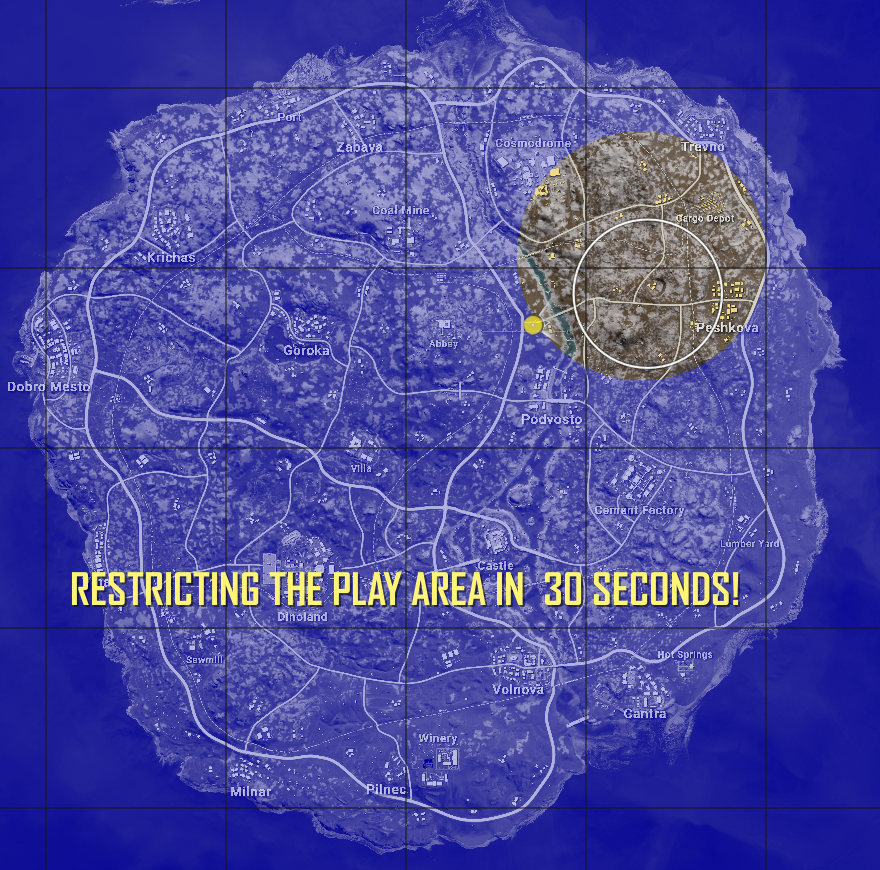 Port
Zabaya
Cosmodrome
Trevno
Coal Mine
Cargo Depot
Krichas
Peshkova
Goroka
Abbey
Dobro Mesto
Podvosto
Villa
Cement Factory
Lumber Yard
Castle
RESTRICTING THE PLAY AREA IN 30 SECONDS!
Dinoland
Sawmill
Hot Springs
Volnova
Cantra
Winery
Pilnec
Milnar